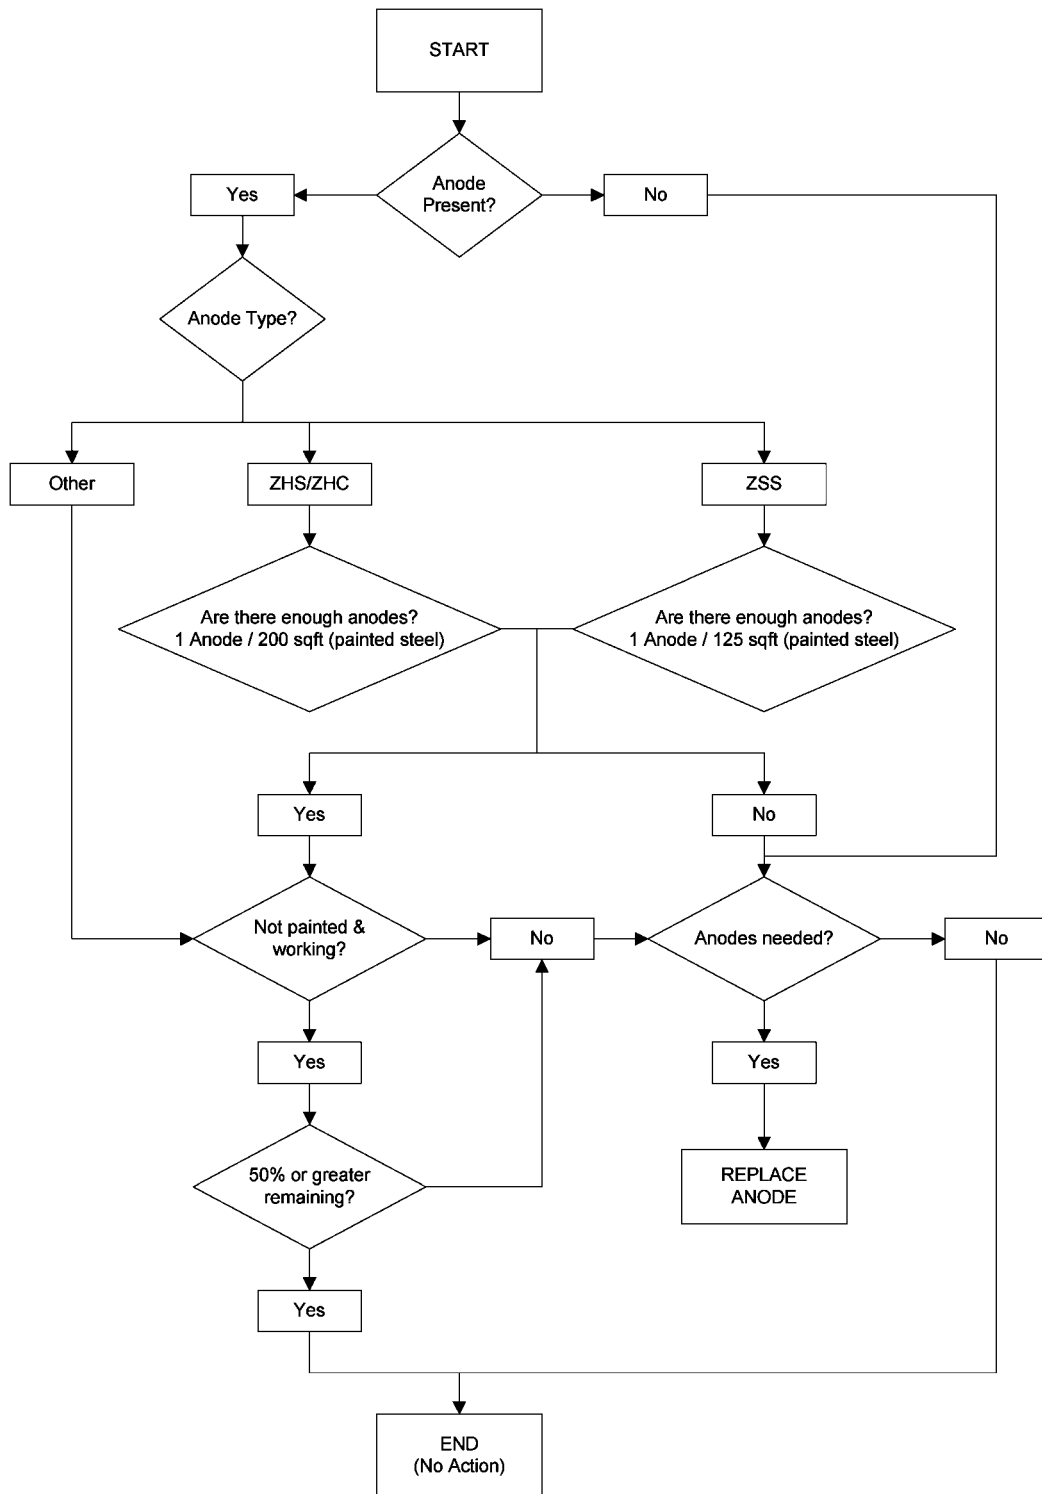 START
Anode
Present?
Yes
No
Anode Type?
Other
ZHS/ZHC
ZSS
Are there enough anodes?
1 Anode / 200 sqft (painted steel)
Are there enough anodes?
1 Anode / 125 sqft (painted steel)
Yes
No
Not painted &
working?
No
Anodes needed?
No
Yes
Yes
50% or greater
remaining?
REPLACE
ANODE
Yes
END
(No Action)